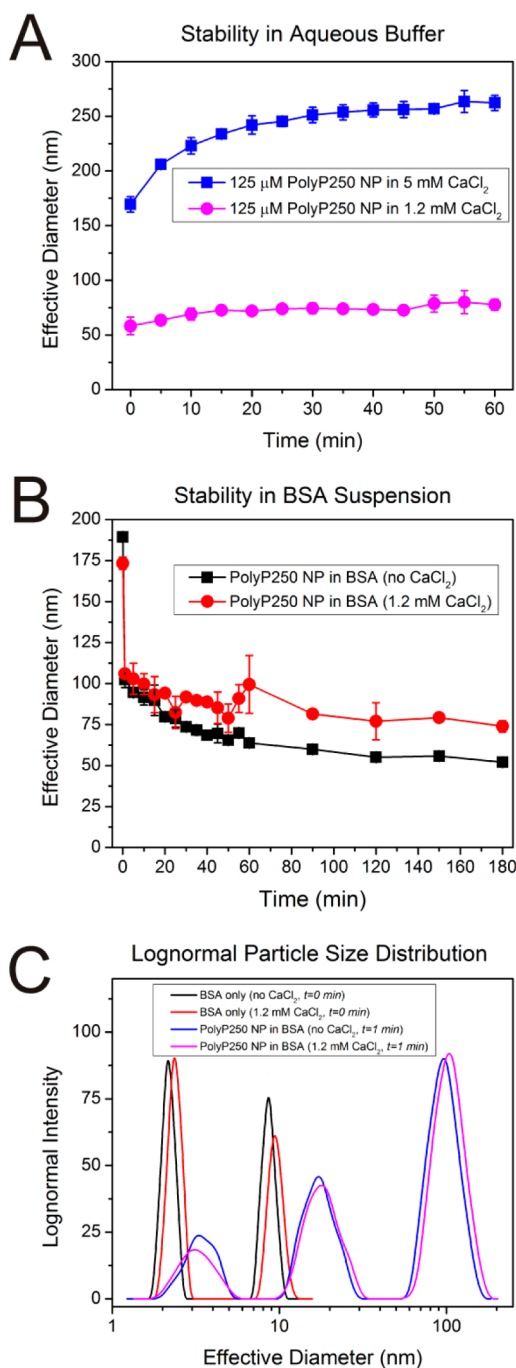 A
Stability in Aqueous Buffer
300
250
200
150
100
50
0
Effective Diameter (nm)
125 μM PolyP250 NP in 5 mM CaCl₂
125 μM PolyP250 NP in 1.2 mM CaCl₂
0 10 20 30 40 50 60
Time (min)
B
Stability in BSA Suspension
200
175
150
125
100
75
50
25
0
Effective Diameter (nm)
PolyP250 NP in BSA (no CaCl₂)
PolyP250 NP in BSA (1.2 mM CaCl₂)
0 20 40 60 80 100 120 140 160 180
Time (min)
C
Lognormal Particle Size Distribution
100
75
50
25
0
Lognormal Intensity
BSA only (no CaCl₂, t=0 min)
BSA only (1.2 mM CaCl₂, t=0 min)
PolyP250 NP in BSA (no CaCl₂, t=1 min)
PolyP250 NP in BSA (1.2 mM CaCl₂, t=1 min)
1 10 100
Effective Diameter (nm)